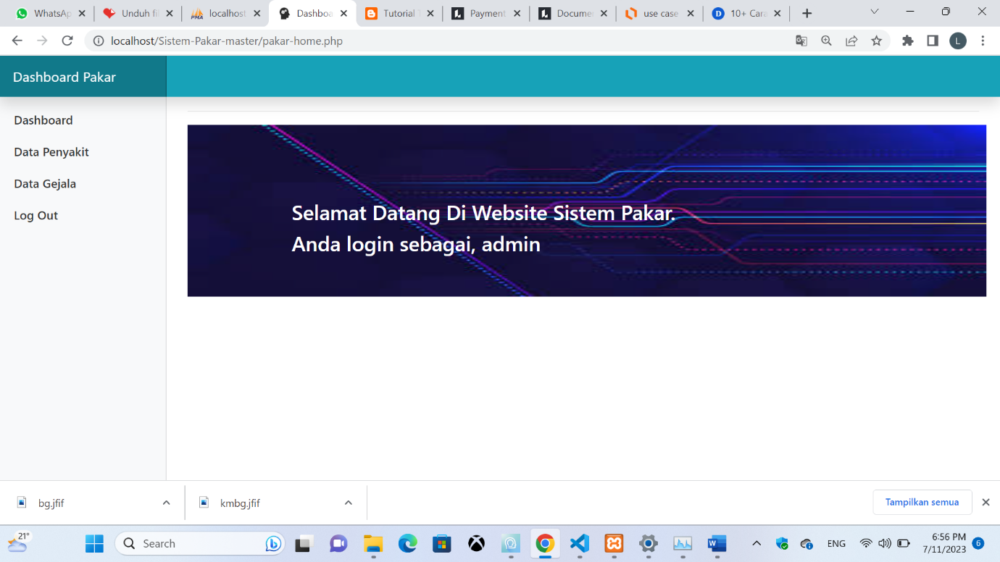 WhatsAp
Unduh fil
localhost
Dashboa
Tutorial T
Payment
Documen
use case
10+ Cara
localhost/Sistem-Pakar-master/pakar-home.php
L
Dashboard Pakar
Dashboard
Data Penyakit
Data Gejala
Log Out
Selamat Datang Di Website Sistem Pakar.
Anda login sebagai, admin
bg.jfif
kmbg.jfif
Tampilkan semua
21°
Search
ENG
6:56 PM
7/11/2023
6